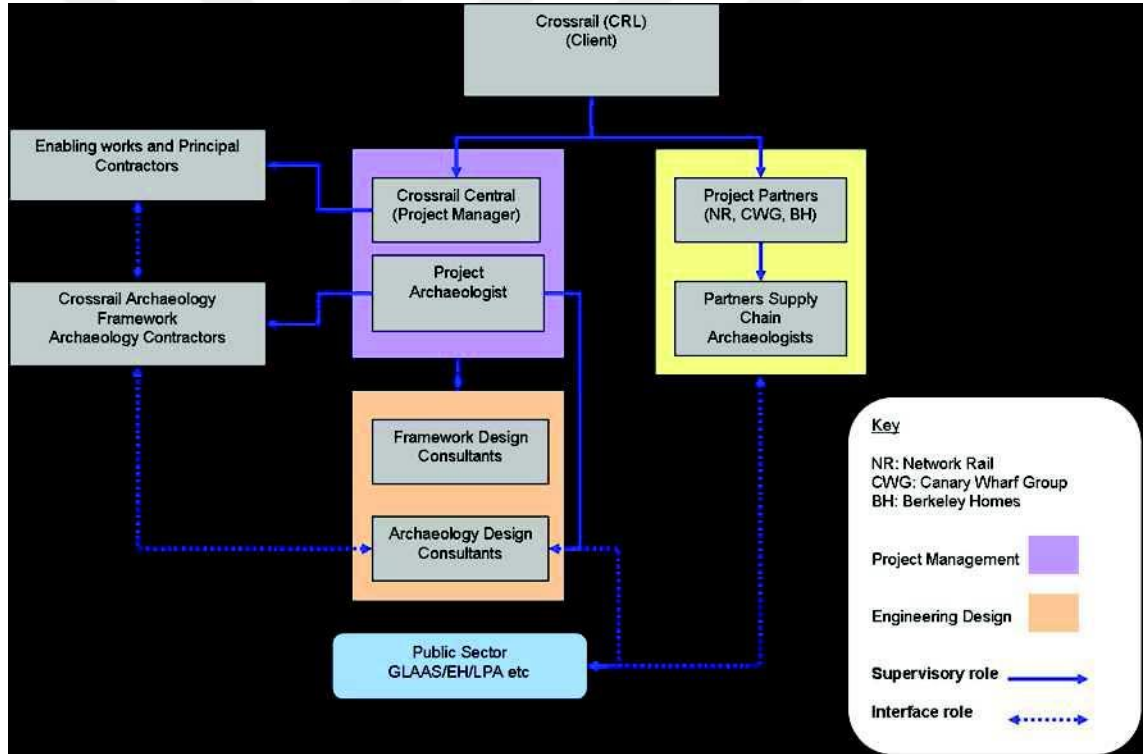 Crossrail (CRL)
(Client)
Enabling works and Principal
Contractors
Crossrail Central
(Project Manager)
Project Partners
(NR, CWG, BH)
Project
Archaeologist
Crossrail Archaeology
Framework
Archaeology Contractors
Partners Supply
Chain
Archaeologists
Framework Design
Consultants
Archaeology Design
Consultants
Public Sector
GLAAS/EH/LPA etc
Key
NR: Network Rail
CWG: Canary Wharf Group
BH: Berkeley Homes
Project Management
Engineering Design
Supervisory role
Interface role